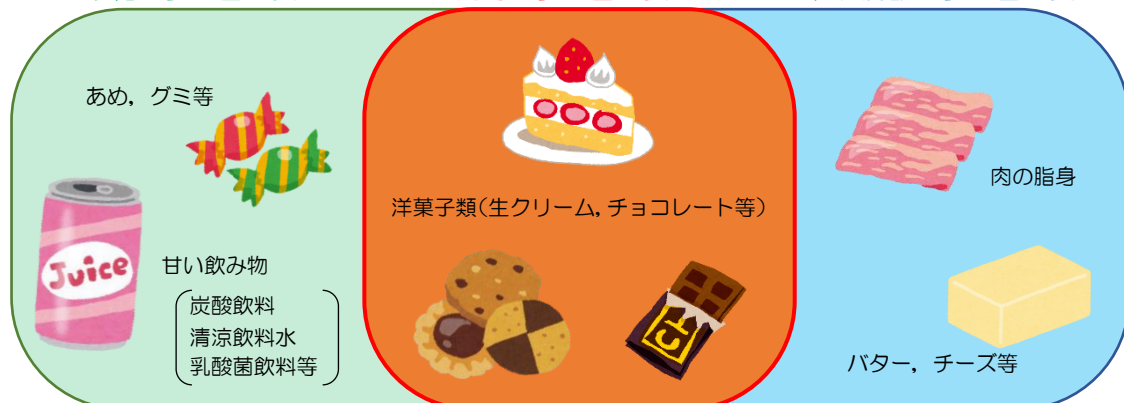 あめ，グミ等
Juice
甘い飲み物
炭酸飲料
清涼飲料水
乳酸菌飲料等
洋菓子類（生クリーム，チョコレート等）
肉の脂身
バター，チーズ等